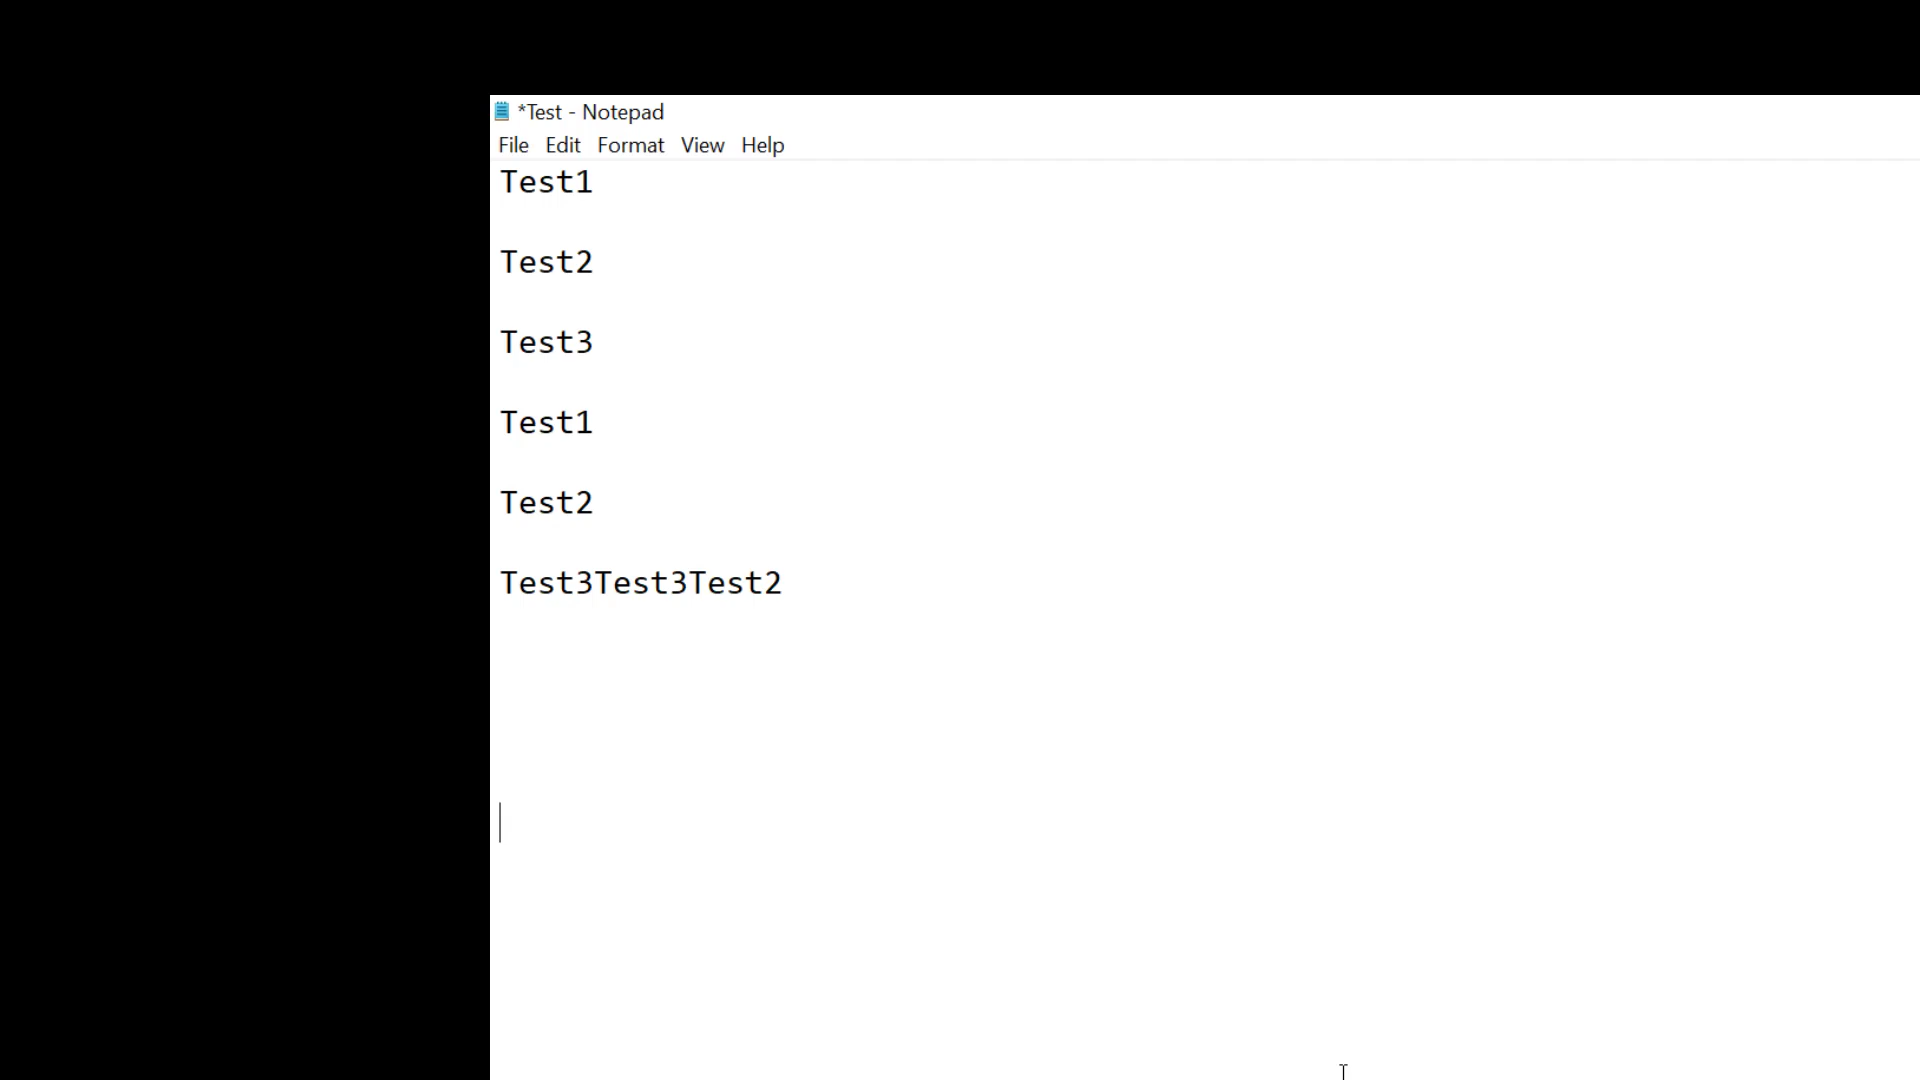 *Test - Notepad
File Edit Format View Help
Test1
Test2
Test3
Test1
Test2
Test3Test3Test2